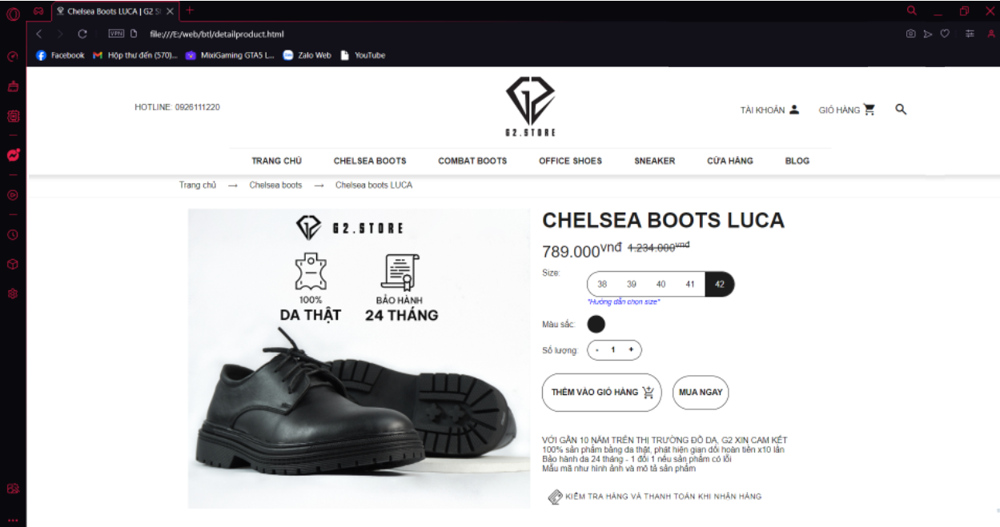 Chelsea Boots LUCA | G2 St
VPN file:///E:/web/btl/detailproduct.html
Facebook Hộp thư đến (570)... MixiGaming GTA5 L... Zalo Web YouTube
HOTLINE: 0926111220
G2.STORE
TÀI KHOẢN GIỎ HÀNG
TRANG CHỦ CHELSEA BOOTS COMBAT BOOTS OFFICE SHOES SNEAKER CỬA HÀNG BLOG
Trang chủ → Chelsea boots → Chelsea boots LUCA
G2.STORE
100%
DA THẬT
BẢO HÀNH
24 THÁNG
CHELSEA BOOTS LUCA
789.000vnđ 1.234.000vnđ
Size: 38 39 40 41 42
*Hướng dẫn chọn size*
Màu sắc:
Số lượng: - 1 +
THÊM VÀO GIỎ HÀNG MUA NGAY
VỚI GẦN 10 NĂM TRÊN THỊ TRƯỜNG ĐỒ DA, G2 XIN CAM KẾT
100% sản phẩm bằng da thật, phát hiện gian dối hoàn tiền x10 lần
Bảo hành da 24 tháng - 1 đổi 1 nếu sản phẩm có lỗi
Mẫu mã như hình ảnh và mô tả sản phẩm
KIỂM TRA HÀNG VÀ THANH TOÁN KHI NHẬN HÀNG